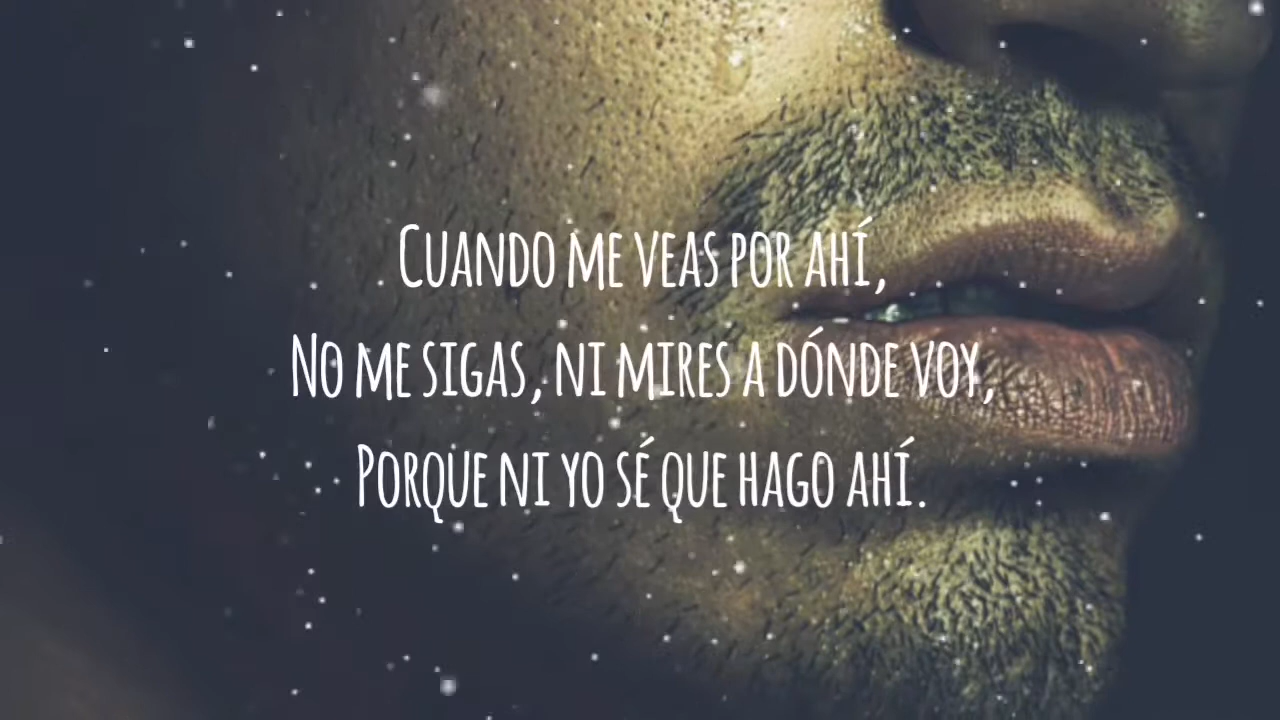 Cuando me veas por ahí,
No me sigas, ni mires a dónde voy,
Porque ni yo sé que hago ahí.